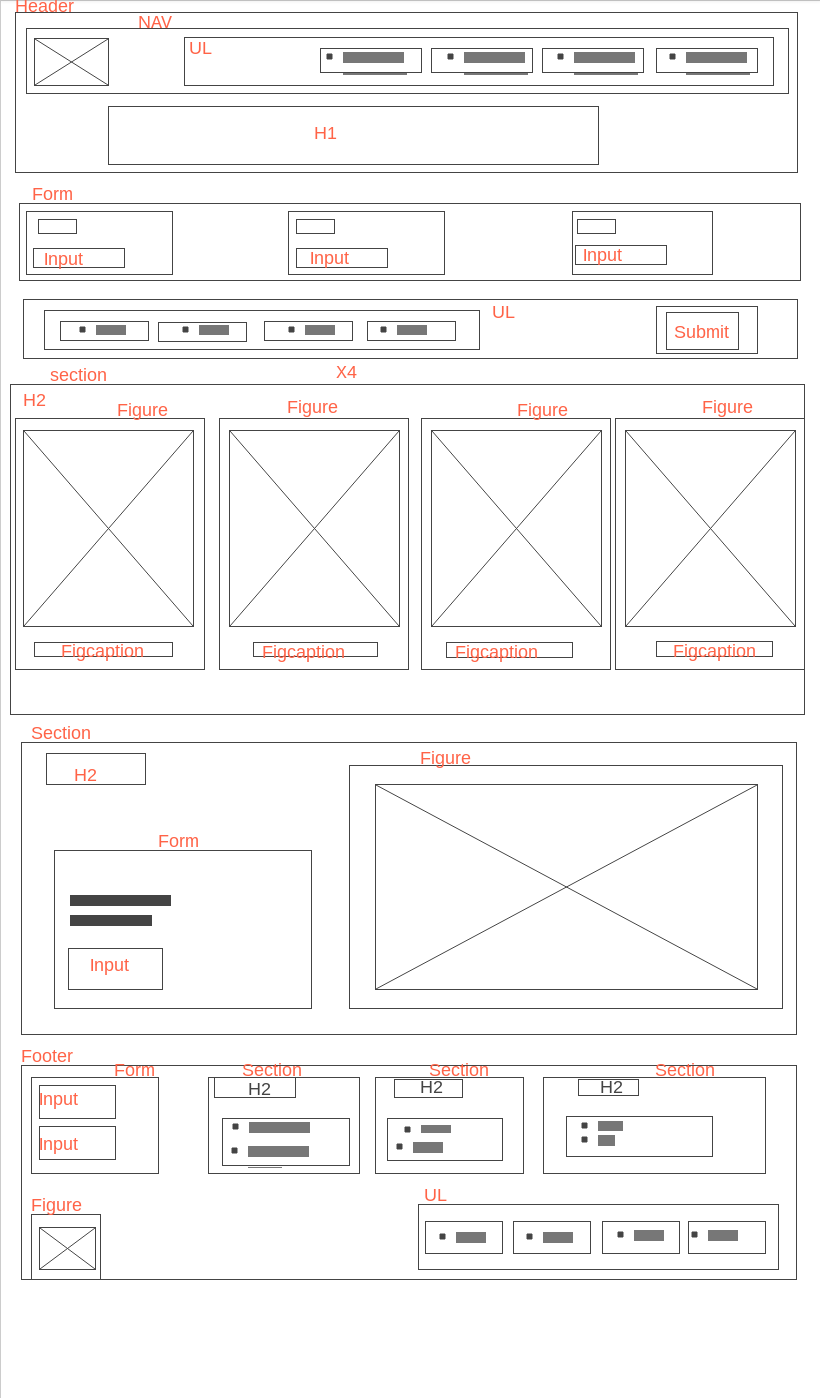 Header
NAV
UL
H1
Form
Input
Input
Input
UL
Submit
section
X4
H2
Figure
Figure
Figure
Figure
Figcaption
Figcaption
Figcaption
Figcaption
Section
H2
Figure
Form
Input
Footer
Form
Section
Section
Section
Input
H2
H2
H2
Input
Figure
UL